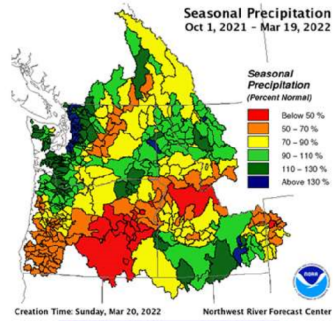 Seasonal Precipitation
Oct 1, 2021 - Mar 19, 2022
Seasonal
Precipitation
(Percent Normal)
Below 50 %
50 - 70 %
70 - 90 %
90 - 110 %
110 - 130 %
Above 130 %
noaa
Creation Time: Sunday, Mar 20, 2022
Northwest River Forecast Center